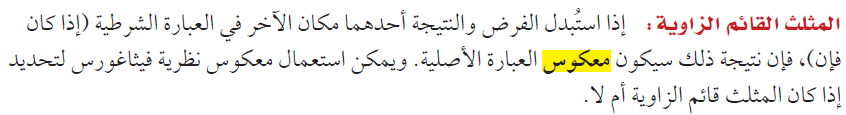 المثلث القائم الزاوية: إذا استُبدل الفرض والنتيجة أحدهما مكان الآخر في العبارة الشرطية (إذا كان
فإن)، فإن نتيجة ذلك سيكون معكوس العبارة الأصلية. ويمكن استعمال معكوس نظرية فيثاغورس لتحديد
إذا كان المثلث قائم الزاوية أم لا.